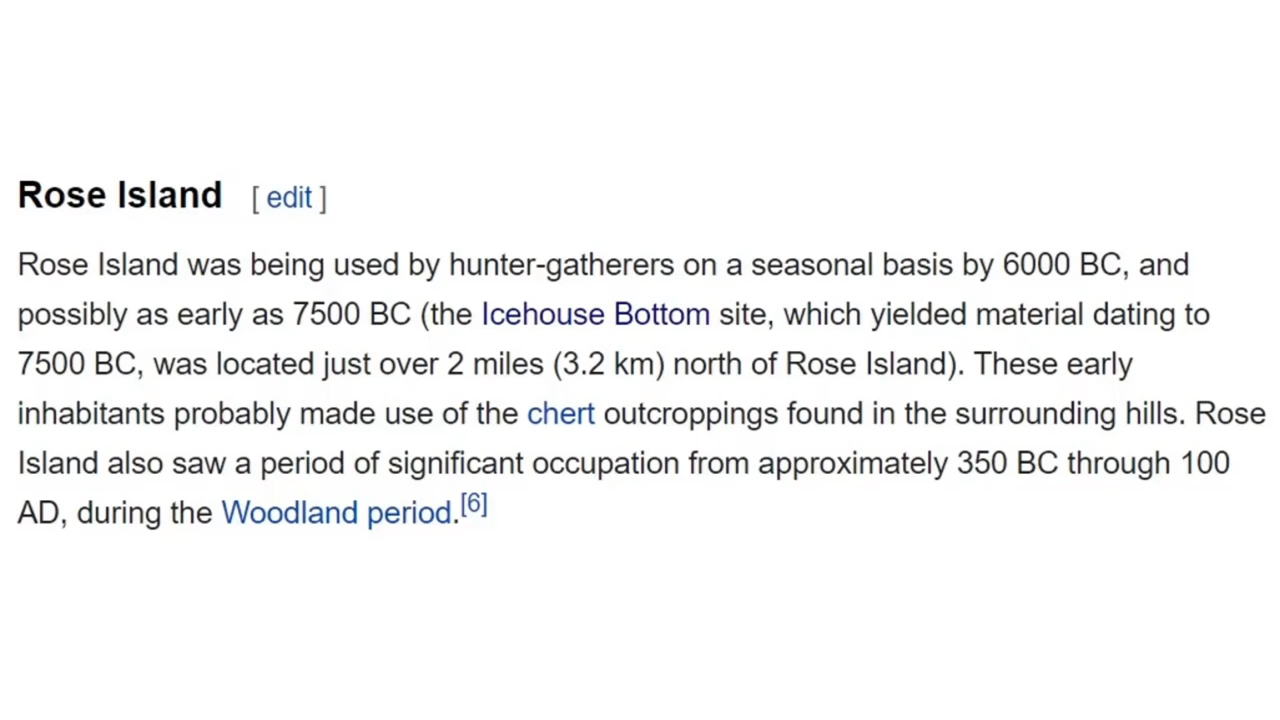 Rose Island [ edit ]
Rose Island was being used by hunter-gatherers on a seasonal basis by 6000 BC, and
possibly as early as 7500 BC (the Icehouse Bottom site, which yielded material dating to
7500 BC, was located just over 2 miles (3.2 km) north of Rose Island). These early
inhabitants probably made use of the chert outcroppings found in the surrounding hills. Rose
Island also saw a period of significant occupation from approximately 350 BC through 100
AD, during the Woodland period.[6]